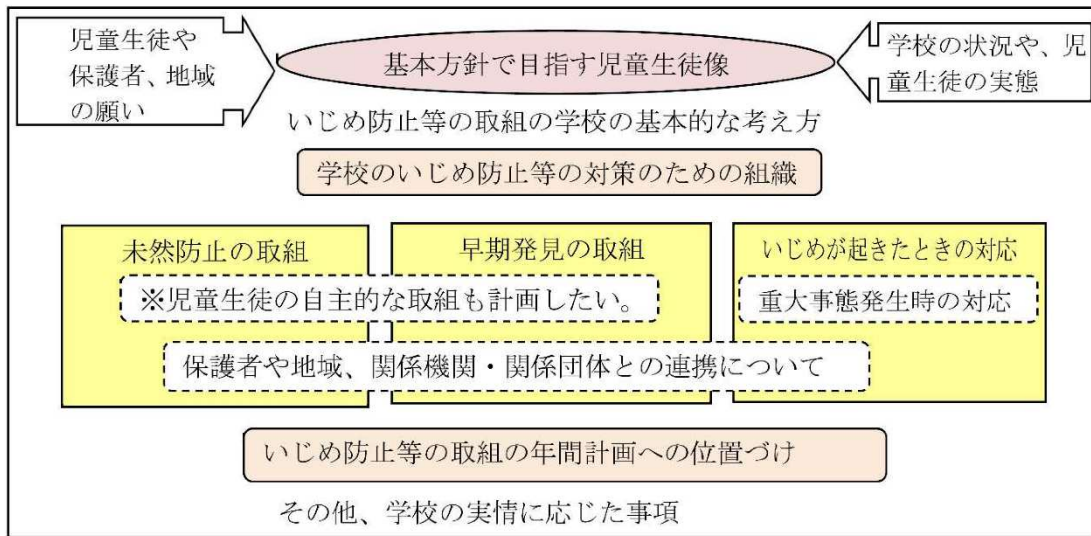 児童生徒や
保護者、地域
の願い
基本方針で目指す児童生徒像
学校の状況や、児
童生徒の実態
いじめ防止等の取組の学校の基本的な考え方
学校のいじめ防止等の対策のための組織
未然防止の取組
早期発見の取組
いじめが起きたときの対応
※児童生徒の自主的な取組も計画したい。
重大事態発生時の対応
保護者や地域、関係機関・関係団体との連携について
いじめ防止等の取組の年間計画への位置づけ
その他、学校の実情に応じた事項